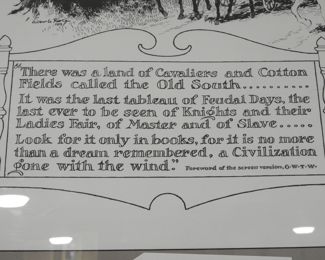 "There was a land of Cavaliers and Cotton
Fields called the Old South..........
It was the last tableau of Feudal Days, the
last ever to be seen of Knights and their
Ladies Fair, of Master and of Slave.....
Look for it only in books, for it is no more
than a dream remembered, a Civilization
gone with the wind." Foreword of the screen version, G.W.T.W.